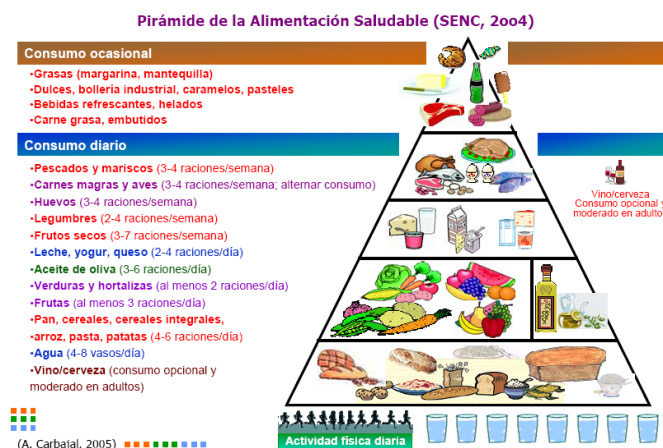 Pirámide de la Alimentación Saludable (SENC, 2oo4)
Consumo ocasional
•Grasas (margarina, mantequilla)
•Dulces, bollería industrial, caramelos, pasteles
•Bebidas refrescantes, helados
•Carne grasa, embutidos
Consumo diario
•Pescados y mariscos (3-4 raciones/semana)
•Carnes magras y aves (3-4 raciones/semana; alternar consumo)
•Huevos (3-4 raciones/semana)
•Legumbres (2-4 raciones/semana)
•Frutos secos (3-7 raciones/semana)
•Leche, yogur, queso (2-4 raciones/día)
•Aceite de oliva (3-6 raciones/día)
•Verduras y hortalizas (al menos 2 raciones/día)
•Frutas (al menos 3 raciones/día)
•Pan, cereales, cereales integrales,
arroz, pasta, patatas (4-6 raciones/día)
•Agua (4-8 vasos/día)
•Vino/cerveza (consumo opcional y
moderado en adultos)
Vino/cerveza
Consumo opcional y
moderado en adulto
(A. Carbajal, 2005)
Actividad física diaria